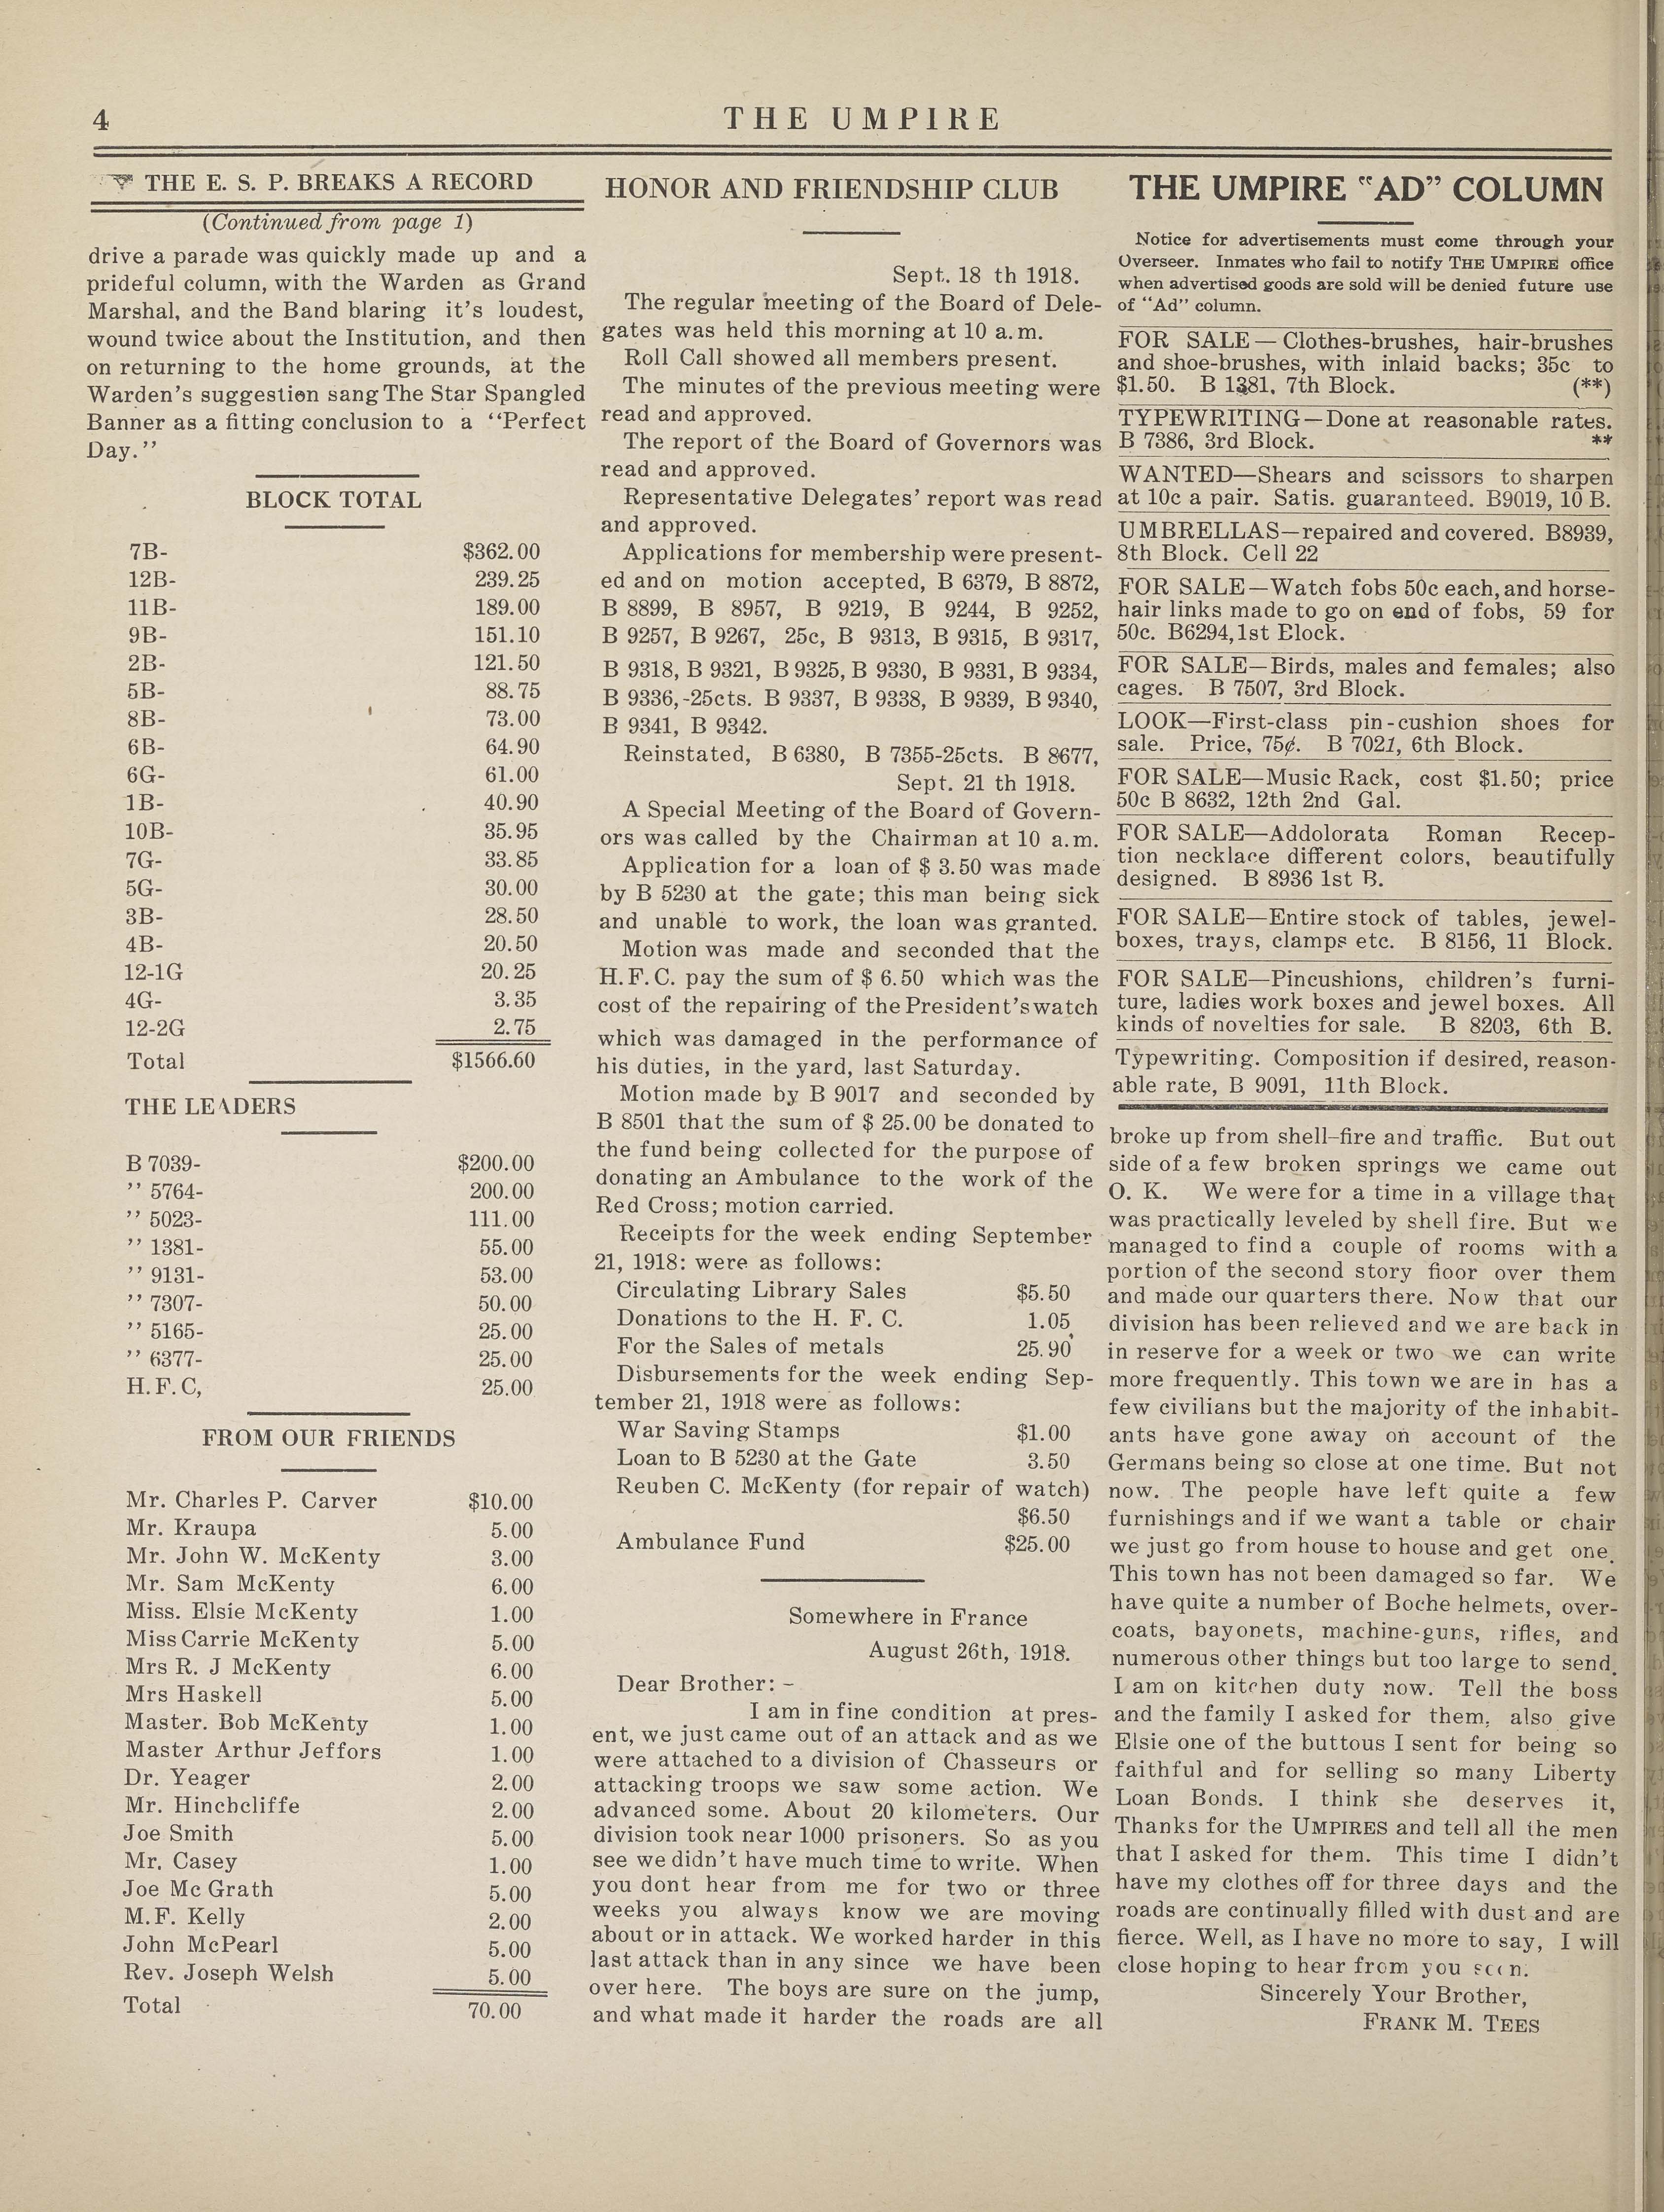 4
THE UMPIRE
THE E. S. P. BREAKS A RECORD
(Continued from page 1)
drive a parade was quickly made up and a
prideful column, with the Warden as Grand
Marshal, and the Band blaring it's loudest,
wound twice about the Institution, and then
on returning to the home grounds, at the
Warden's suggestion sang The Star Spangled
Banner as a fitting conclusion to a “Perfect
Day.”
BLOCK TOTAL
7B- $362.00
12B- 239.25
11B- 189.00
9B- 151.10
2B- 121.50
5B- 88.75
8B- 73.00
6B- 64.90
6G- 61.00
1B- 40.90
10B- 35.95
7G- 33.85
5G- 30.00
3B- 28.50
4B- 20.50
12-1G 20.25
4G- 3.35
12-2G 2.75
Total $1566.60
THE LEADERS
B 7039- $200.00
” 5764- 200.00
” 5023- 111.00
” 1381- 55.00
” 9131- 53.00
” 7307- 50.00
” 5165- 25.00
” 6377- 25.00
H. F. C, 25.00
FROM OUR FRIENDS
Mr. Charles P. Carver $10.00
Mr. Kraupa 5.00
Mr. John W. McKenty 3.00
Mr. Sam McKenty 6.00
Miss. Elsie McKenty 1.00
Miss Carrie McKenty 5.00
Mrs R. J McKenty 6.00
Mrs Haskell 5.00
Master. Bob McKenty 1.00
Master Arthur Jeffors 1.00
Dr. Yeager 2.00
Mr. Hinchcliffe 2.00
Joe Smith 5.00
Mr. Casey 1.00
Joe Mc Grath 5.00
M. F. Kelly 2.00
John McPearl 5.00
Rev. Joseph Welsh 5.00
Total 70.00
HONOR AND FRIENDSHIP CLUB
Sept. 18 th 1918.
The regular meeting of the Board of Dele-
gates was held this morning at 10 a. m.
Roll Call showed all members present.
The minutes of the previous meeting were
read and approved.
The report of the Board of Governors was
read and approved.
Representative Delegates' report was read
and approved.
Applications for membership were present-
ed and on motion accepted, B 6379, B 8872,
B 8899, B 8957, B 9219, B 9244, B 9252,
B 9257, B 9267, 25c, B 9313, B 9315, B 9317,
B 9318, B 9321, B 9325, B 9330, B 9331, B 9334,
B 9336,-25cts. B 9337, B 9338, B 9339, B 9340,
B 9341, B 9342.
Reinstated, B 6380, B 7355-25cts. B 8677,
Sept. 21 th 1918.
A Special Meeting of the Board of Govern-
ors was called by the Chairman at 10 a. m.
Application for a loan of $ 3.50 was made
by B 5230 at the gate; this man being sick
and unable to work, the loan was granted.
Motion was made and seconded that the
H. F. C. pay the sum of $ 6.50 which was the
cost of the repairing of the President's watch
which was damaged in the performance of
his duties, in the yard, last Saturday.
Motion made by B 9017 and seconded by
B 8501 that the sum of $ 25.00 be donated to
the fund being collected for the purpose of
donating an Ambulance to the work of the
Red Cross; motion carried.
Receipts for the week ending September
21, 1918: were as follows:
Circulating Library Sales $5.50
Donations to the H. F. C. 1.05
For the Sales of metals 25.90
Disbursements for the week ending Sep-
tember 21, 1918 were as follows:
War Saving Stamps $1.00
Loan to B 5230 at the Gate 3.50
Reuben C. McKenty (for repair of watch)
$6.50
Ambulance Fund $25.00
Somewhere in France
August 26th, 1918.
Dear Brother: -
I am in fine condition at pres-
ent, we just came out of an attack and as we
were attached to a division of Chasseurs or
attacking troops we saw some action. We
advanced some. About 20 kilometers. Our
division took near 1000 prisoners. So as you
see we didn't have much time to write. When
you dont hear from me for two or three
weeks you always know we are moving
about or in attack. We worked harder in this
last attack than in any since we have been
over here. The boys are sure on the jump,
and what made it harder the roads are all
THE UMPIRE “AD” COLUMN
Notice for advertisements must come through your
Overseer. Inmates who fail to notify THE UMPIRE office
when advertised goods are sold will be denied future use
of “Ad” column.
FOR SALE — Clothes-brushes, hair-brushes
and shoe-brushes, with inlaid backs; 35c to
$1.50. B 1381, 7th Block. (**)
TYPEWRITING—Done at reasonable rates.
B 7386, 3rd Block. **
WANTED—Shears and scissors to sharpen
at 10c a pair. Satis. guaranteed. B9019, 10 B.
UMBRELLAS—repaired and covered. B8939,
8th Block. Cell 22
FOR SALE—Watch fobs 50c each, and horse-
hair links made to go on end of fobs, 59 for
50c. B6294, 1st Block.
FOR SALE—Birds, males and females; also
cages. B 7507, 3rd Block.
LOOK—First-class pin-cushion shoes for
sale. Price, 75¢. B 7021, 6th Block.
FOR SALE—Music Rack, cost $1.50; price
50c B 8632, 12th 2nd Gal.
FOR SALE—Addolorata Roman Recep-
tion necklace different colors, beautifully
designed. B 8936 1st B.
FOR SALE—Entire stock of tables, jewel-
boxes, trays, clamps etc. B 8156, 11 Block.
FOR SALE—Pincushions, children's furni-
ture, ladies work boxes and jewel boxes. All
kinds of novelties for sale. B 8203, 6th B.
Typewriting. Composition if desired, reason-
able rate, B 9091, 11th Block.
broke up from shell-fire and traffic. But out
side of a few broken springs we came out
O. K. We were for a time in a village that
was practically leveled by shell fire. But we
managed to find a couple of rooms with a
portion of the second story floor over them
and made our quarters there. Now that our
division has been relieved and we are back in
in reserve for a week or two we can write
more frequently. This town we are in has a
few civilians but the majority of the inhabit-
ants have gone away on account of the
Germans being so close at one time. But not
now. The people have left quite a few
furnishings and if we want a table or chair
we just go from house to house and get one.
This town has not been damaged so far. We
have quite a number of Boche helmets, over-
coats, bayonets, machine-guns, rifles, and
numerous other things but too large to send.
I am on kitchen duty now. Tell the boss
and the family I asked for them, also give
Elsie one of the buttous I sent for being so
faithful and for selling so many Liberty
Loan Bonds. I think she deserves it,
Thanks for the UMPIRES and tell all the men
that I asked for them. This time I didn't
have my clothes off for three days and the
roads are continually filled with dust and are
fierce. Well, as I have no more to say, I will
close hoping to hear from you soon.
Sincerely Your Brother,
FRANK M. TEES